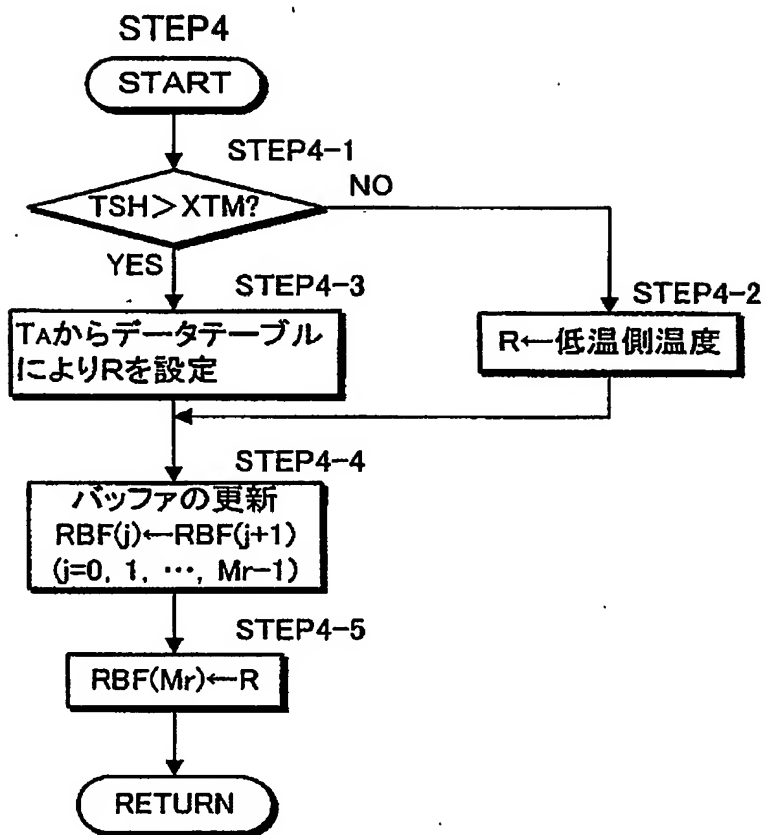 STEP4
START
STEP4-1
TSH>XTM?
NO
YES
STEP4-3
TAからデータテーブル
によりRを設定
STEP4-2
R←低温側温度
STEP4-4
バッファの更新
RBF(j)←RBF(j+1)
(j=0, 1, ･･･, Mr-1)
STEP4-5
RBF(Mr)←R
RETURN